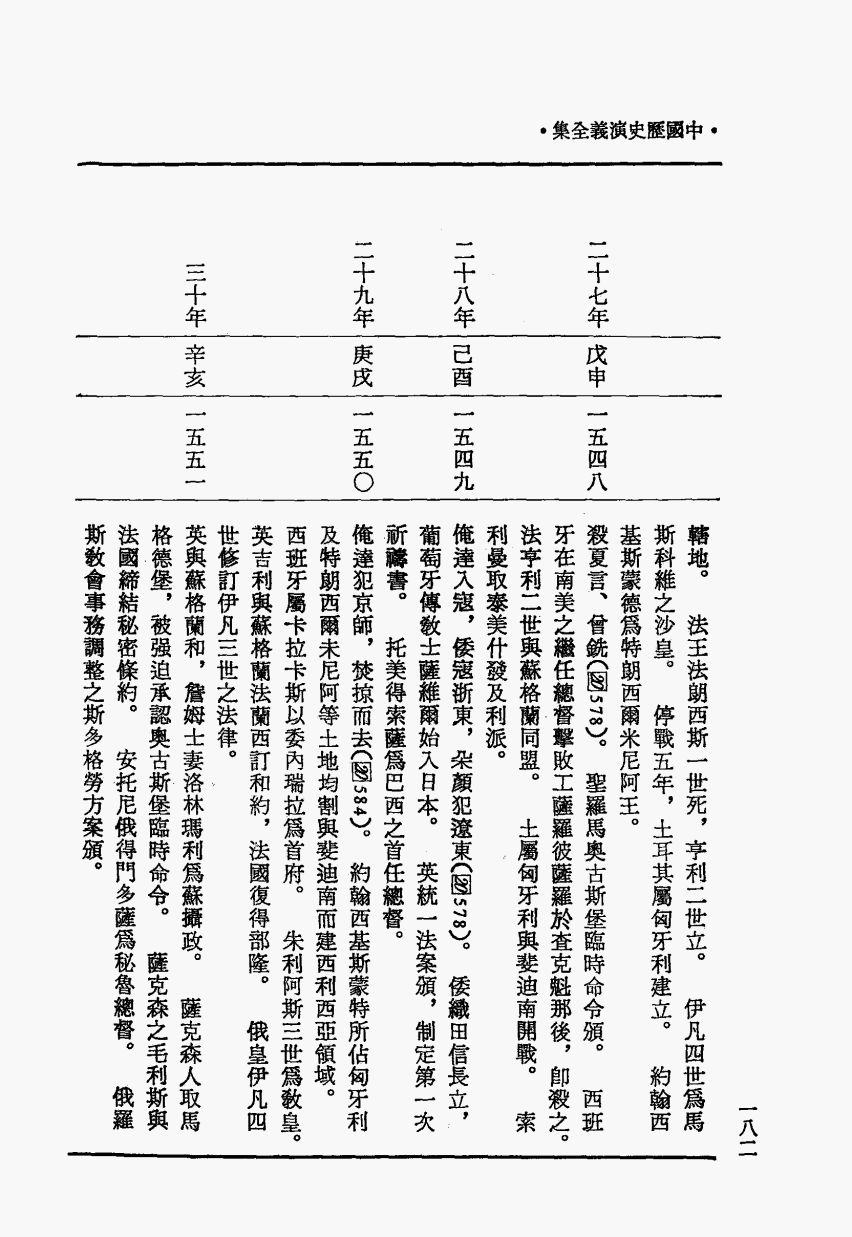 ·中國歷史演義全集·
轄地。　法王法朗西斯一世死，亨利二世立。　伊凡四世爲馬
斯科維之沙皇。　停戰五年，土耳其屬匈牙利建立。　約翰西
基斯蒙德爲特朗西爾米尼阿王。
二十七年　戊申　一五四八　殺夏言、曾銑(578)。　聖羅馬奧古斯堡臨時命令頒。　西班
牙在南美之繼任總督擊敗工薩羅彼薩羅於查克魁那後，卽殺之。
法亨利二世與蘇格蘭同盟。　土屬匈牙利與斐迪南開戰。　索
利曼取泰美什發及利派。
二十八年　己酉　一五四九　俺達入寇，倭寇浙東，朵顏犯遼東(578)。　倭織田信長立，
葡萄牙傳敎士薩維爾始入日本。　英統一法案頒，制定第一次
祈禱書。　托美得索薩爲巴西之首任總督。
二十九年　庚戌　一五五〇　俺達犯京師，焚掠而去(584)。　約翰西基斯蒙特所佔匈牙利
及特朗西爾未尼阿等土地均割與斐迪南而建西利西亞領域。
西班牙屬卡拉卡斯以委內瑞拉爲首府。　朱利阿斯三世爲敎皇。
英吉利與蘇格蘭法蘭西訂和約，法國復得部隆。　俄皇伊凡四
世修訂伊凡三世之法律。
三十年　辛亥　一五五一　英與蘇格蘭和，詹姆士妻洛林瑪利爲蘇攝政。　薩克森人取馬
格德堡，被强迫承認奧古斯堡臨時命令。　薩克森之毛利斯與
法國締結秘密條約。　安托尼俄得門多薩爲秘魯總督。　俄羅
斯敎會事務調整之斯多格勞方案頒。
一八二